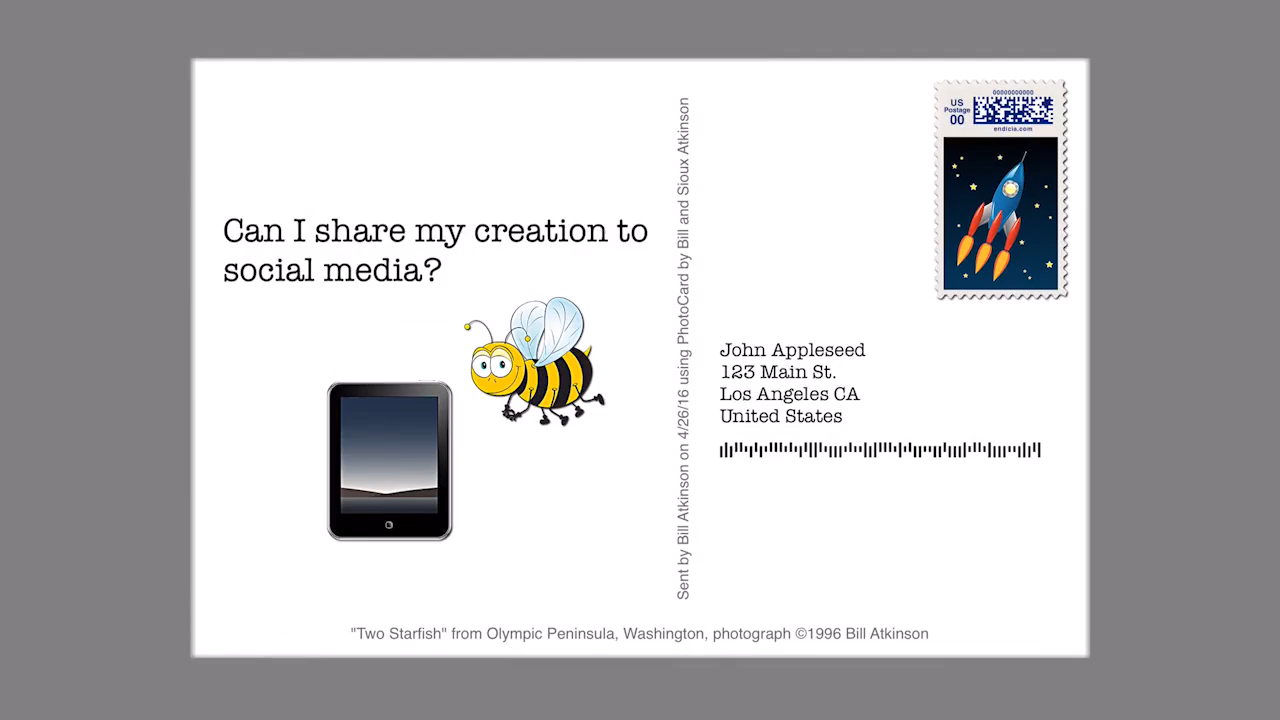 Can I share my creation to
social media?
Sent by Bill Atkinson on 4/26/16 using PhotoCard by Bill and Sioux Atkinson
00000000000
US
Postage
00
endicia.com
John Appleseed
123 Main St.
Los Angeles CA
United States
"Two Starfish" from Olympic Peninsula, Washington, photograph ©1996 Bill Atkinson